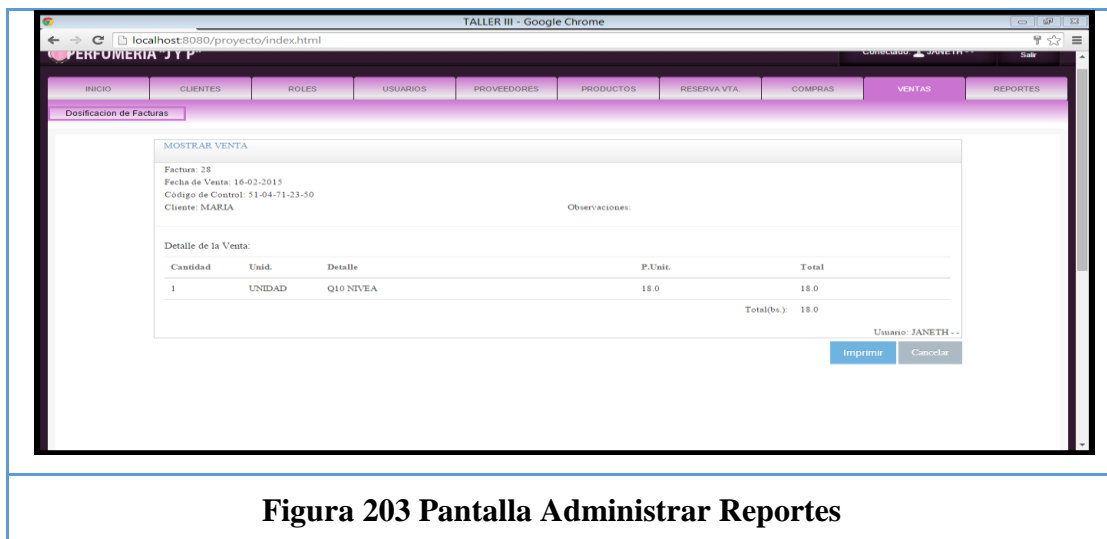 TALLER III - Google Chrome
localhost:8080/proyecto/index.html
PERFUMERIA "J Y P"
Conectado: JANETH - -
Salir
INICIO CLIENTES ROLES USUARIOS PROVEEDORES PRODUCTOS RESERVA VTA. COMPRAS VENTAS REPORTES
Dosificacion de Facturas
MOSTRAR VENTA
Factura: 28
Fecha de Venta: 16-02-2015
Código de Control: 51-04-71-23-50
Cliente: MARIA Observaciones:
Detalle de la Venta:
Cantidad Unid. Detalle P.Unit. Total
1 UNIDAD Q10 NIVEA 18.0 18.0
Total(bs.): 18.0
Usuario: JANETH - -
Imprimir Cancelar
Figura 203 Pantalla Administrar Reportes